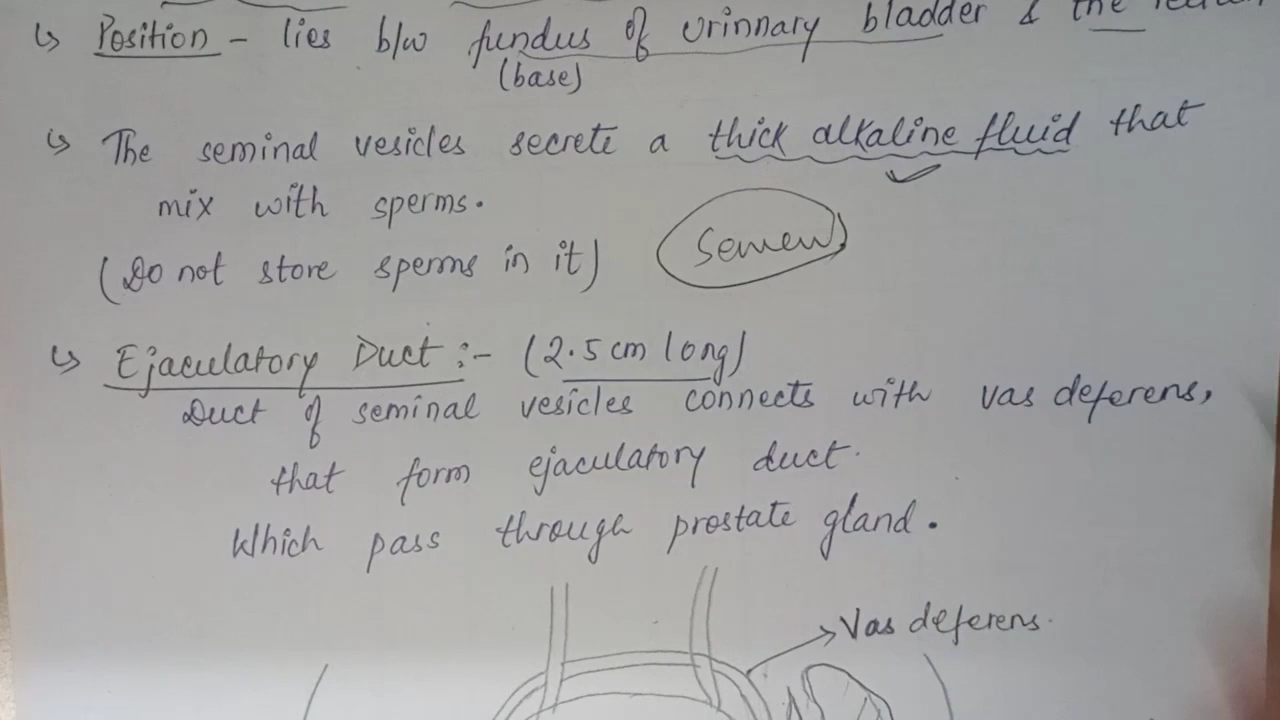 ↳ Position - lies b/w fundus of urinnary bladder & the
(base)
↳ The seminal vesicles secrete a thick alkaline fluid that
mix with sperms.
(Do not store sperms in it) Semen
↳ Ejaculatory Duct :- (2.5 cm long)
Duct of seminal vesicles connects with vas deferens,
that form ejaculatory duct.
Which pass through prostate gland.
Vas deferens.